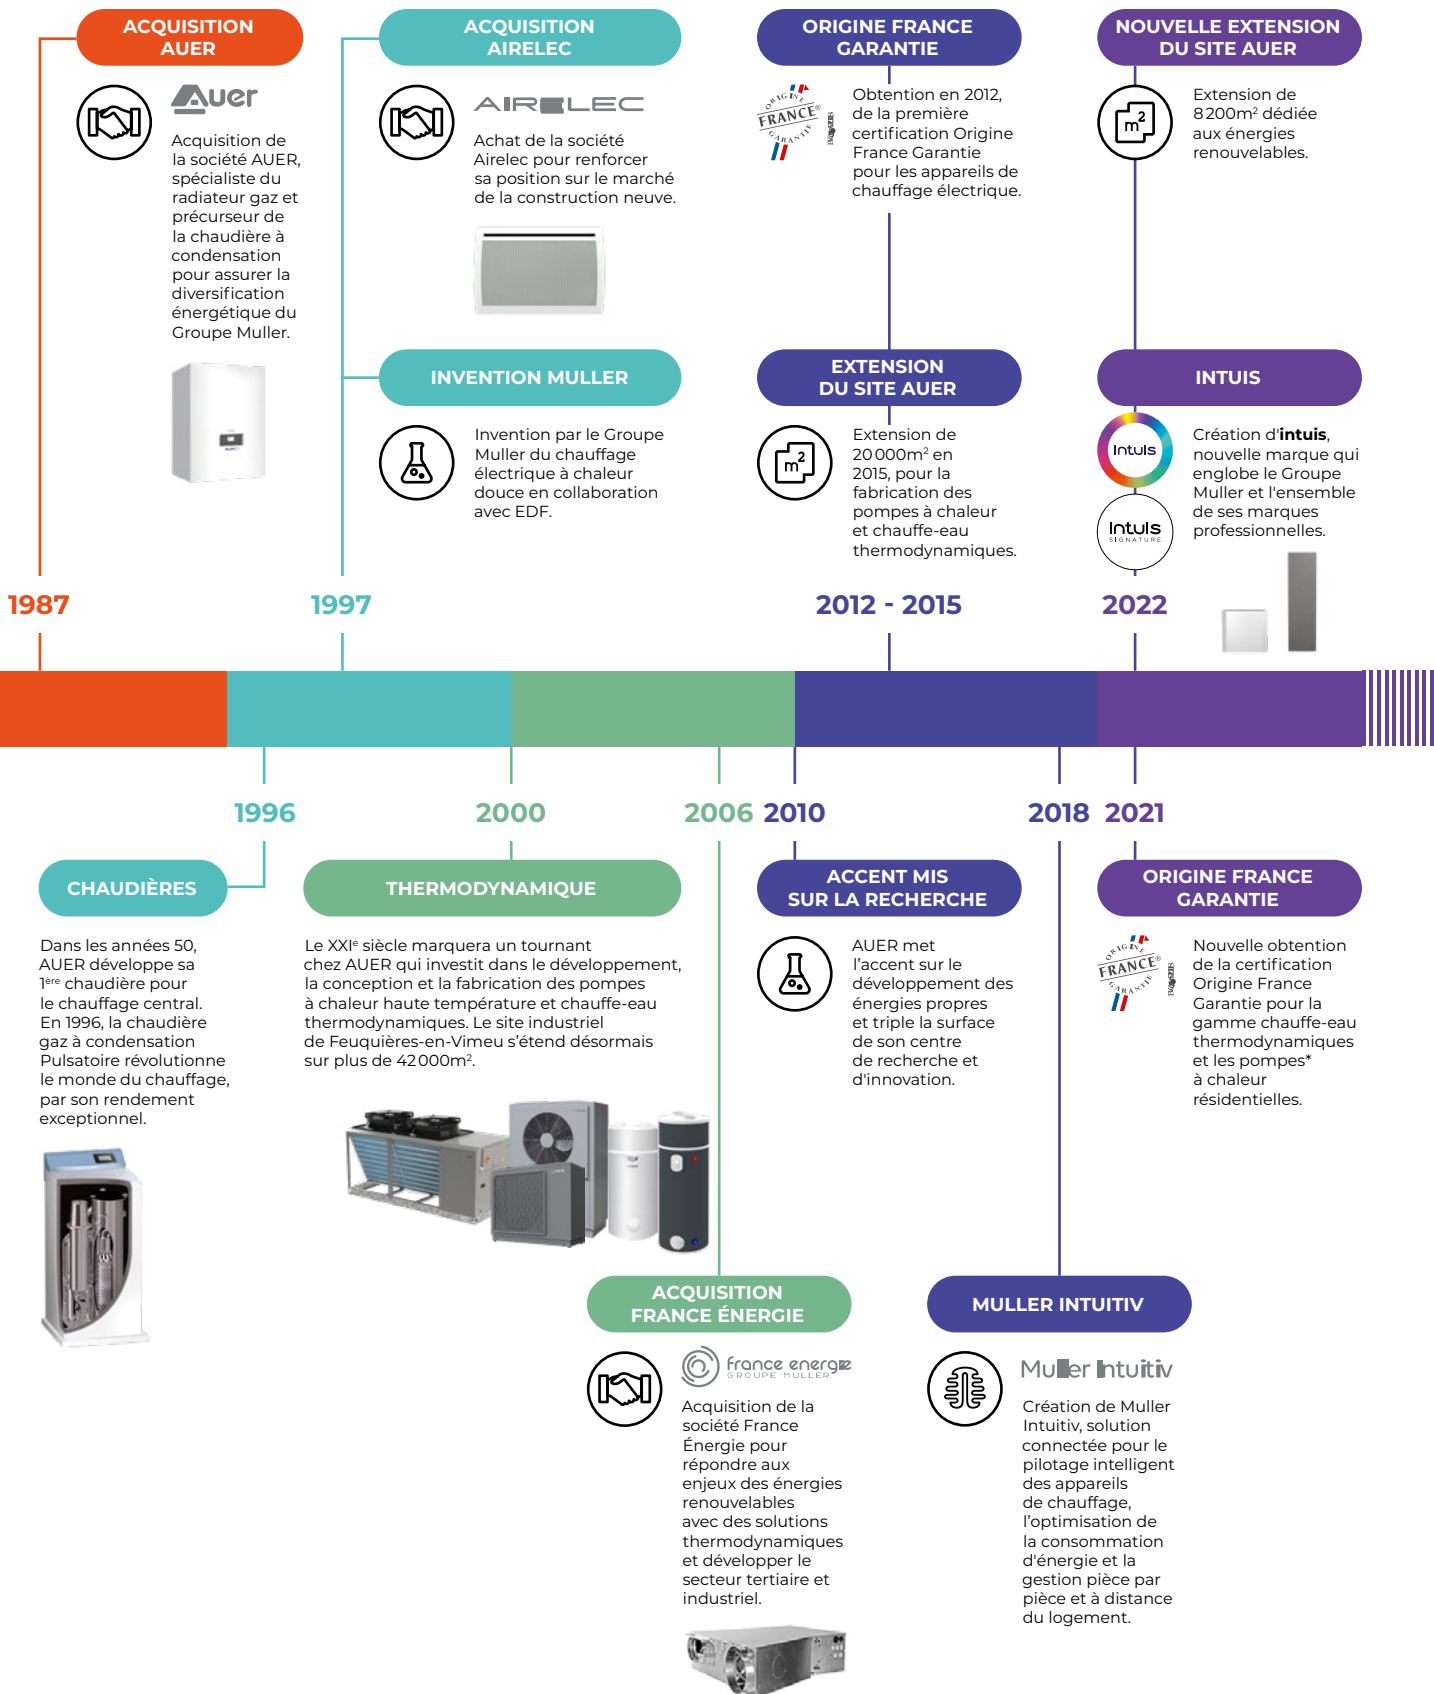 ACQUISITION
AUER
Auer
Acquisition de
la société AUER,
spécialiste du
radiateur gaz et
précurseur de
la chaudière à
condensation
pour assurer la
diversification
énergétique du
Groupe Muller.
1987
ACQUISITION
AIRELEC
AIRELEC
Achat de la société
Airelec pour renforcer
sa position sur le marché
de la construction neuve.
INVENTION MULLER
Invention par le Groupe
Muller du chauffage
électrique à chaleur
douce en collaboration
avec EDF.
1997
ORIGINE FRANCE
GARANTIE
ORIGINE
FRANCE®
GARANTIE
Obtention en 2012,
de la première
certification Origine
France Garantie
pour les appareils de
chauffage électrique.
EXTENSION
DU SITE AUER
m²
Extension de
20 000m² en
2015, pour la
fabrication des
pompes à chaleur
et chauffe-eau
thermodynamiques.
2012 - 2015
NOUVELLE EXTENSION
DU SITE AUER
m²
Extension de
8 200m² dédiée
aux énergies
renouvelables.
INTUIS
Intuis
Intuis
SIGNATURE
Création d'intuis,
nouvelle marque qui
englobe le Groupe
Muller et l'ensemble
de ses marques
professionnelles.
2022
1996
CHAUDIÈRES
Dans les années 50,
AUER développe sa
1ère chaudière pour
le chauffage central.
En 1996, la chaudière
gaz à condensation
Pulsatoire révolutionne
le monde du chauffage,
par son rendement
exceptionnel.
2000
THERMODYNAMIQUE
Le XXIe siècle marquera un tournant
chez AUER qui investit dans le développement,
la conception et la fabrication des pompes
à chaleur haute température et chauffe-eau
thermodynamiques. Le site industriel
de Feuquières-en-Vimeu s’étend désormais
sur plus de 42 000m².
2006
ACQUISITION
FRANCE ÉNERGIE
france energie
GROUPE MULLER
Acquisition de la
société France
Énergie pour
répondre aux
enjeux des énergies
renouvelables
avec des solutions
thermodynamiques
et développer le
secteur tertiaire et
industriel.
2010
ACCENT MIS
SUR LA RECHERCHE
AUER met
l’accent sur le
développement des
énergies propres
et triple la surface
de son centre
de recherche et
d'innovation.
2018
MULLER INTUITIV
Muller Intuitiv
Création de Muller
Intuitiv, solution
connectée pour le
pilotage intelligent
des appareils
de chauffage,
l’optimisation de
la consommation
d'énergie et la
gestion pièce par
pièce et à distance
du logement.
2021
ORIGINE FRANCE
GARANTIE
ORIGINE
FRANCE®
GARANTIE
Nouvelle obtention
de la certification
Origine France
Garantie pour la
gamme chauffe-eau
thermodynamiques
et les pompes*
à chaleur
résidentielles.